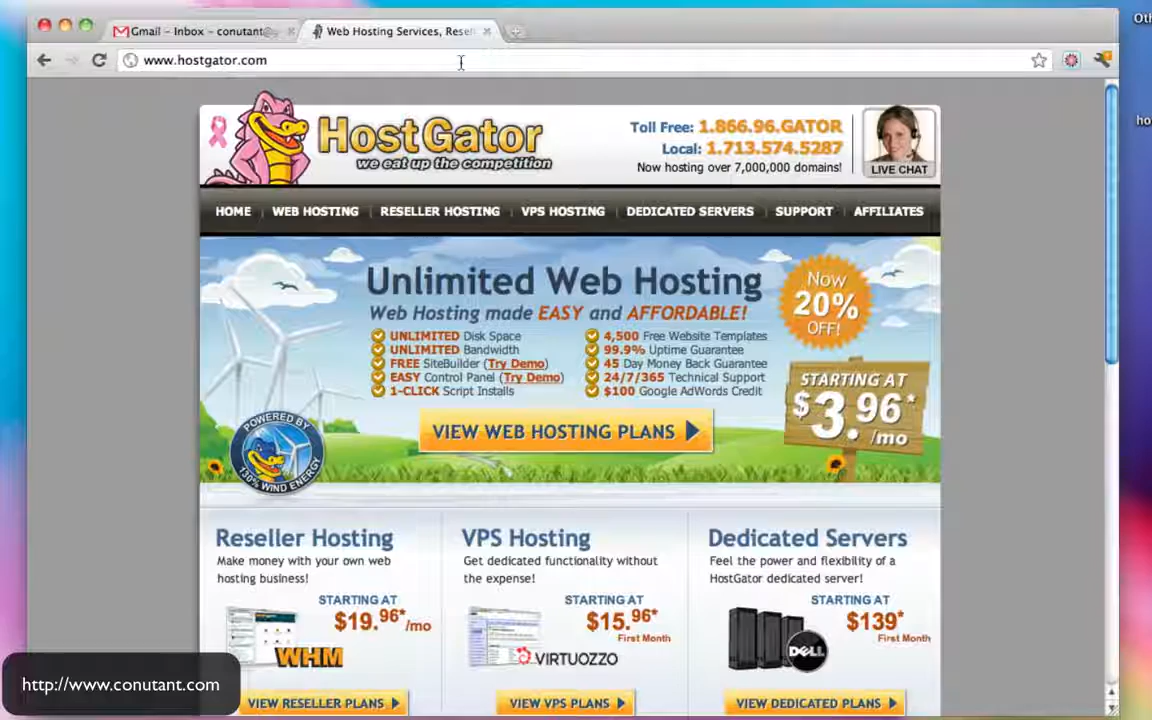 Gmail – Inbox – conutant@
Web Hosting Services, Resel
Oth
www.hostgator.com
ho
HostGator
we eat up the competition
Toll Free: 1.866.96.GATOR
Local: 1.713.574.5287
Now hosting over 7,000,000 domains!
LIVE CHAT
HOME WEB HOSTING RESELLER HOSTING VPS HOSTING DEDICATED SERVERS SUPPORT AFFILIATES
Unlimited Web Hosting
Web Hosting made EASY and AFFORDABLE!
UNLIMITED Disk Space
UNLIMITED Bandwidth
FREE SiteBuilder (Try Demo)
EASY Control Panel (Try Demo)
1-CLICK Script Installs
4,500 Free Website Templates
99.9% Uptime Guarantee
45 Day Money Back Guarantee
24/7/365 Technical Support
$100 Google AdWords Credit
Now
20%
OFF!
STARTING AT
$3.96*
/mo
VIEW WEB HOSTING PLANS
POWERED BY
130% WIND ENERGY
Reseller Hosting
Make money with your own web
hosting business!
STARTING AT
$19.96*/mo
WHM
VIEW RESELLER PLANS
VPS Hosting
Get dedicated functionality without
the expense!
STARTING AT
$15.96*
First Month
VIRTUOZZO
VIEW VPS PLANS
Dedicated Servers
Feel the power and flexibility of a
HostGator dedicated server!
STARTING AT
$139*
First Month
DELL
VIEW DEDICATED PLANS
http://www.conutant.com